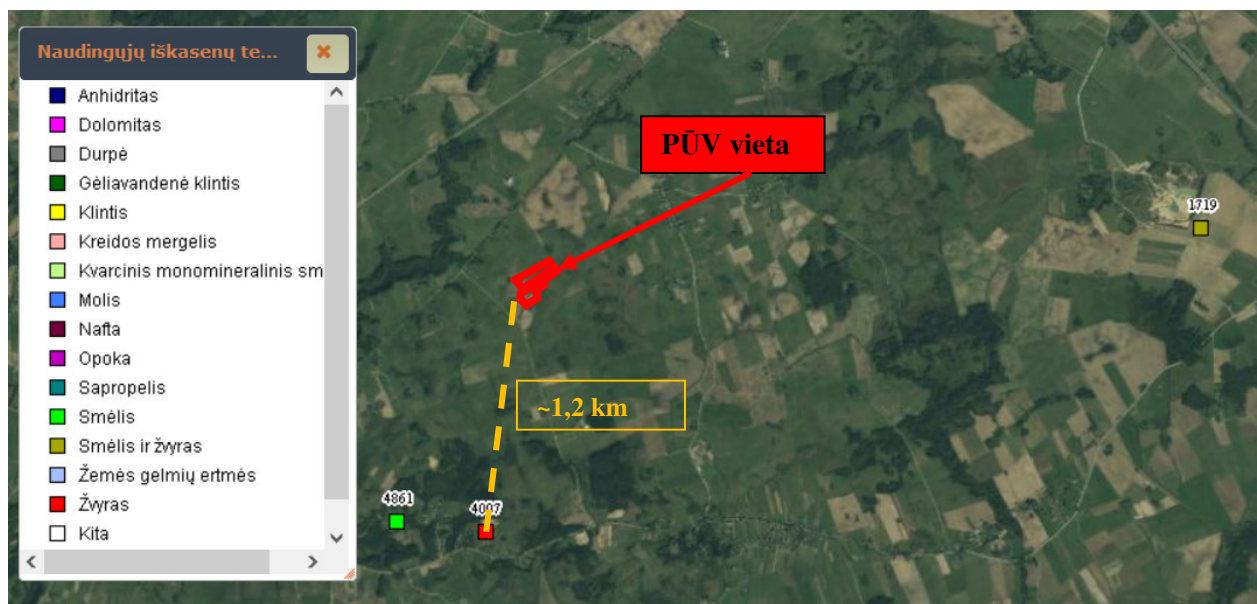 Naudingųjų iškasenų te...
Anhidritas
Dolomitas
Durpė
Gėliavandenė klintis
Klintis
Kreidos mergelis
Kvarcinis monomineralinis sm
Molis
Nafta
Opoka
Sapropelis
Smėlis
Smėlis ir žvyras
Žemės gelmių ertmės
Žvyras
Kita
PŪV vieta
1719
~1,2 km
4861
4007